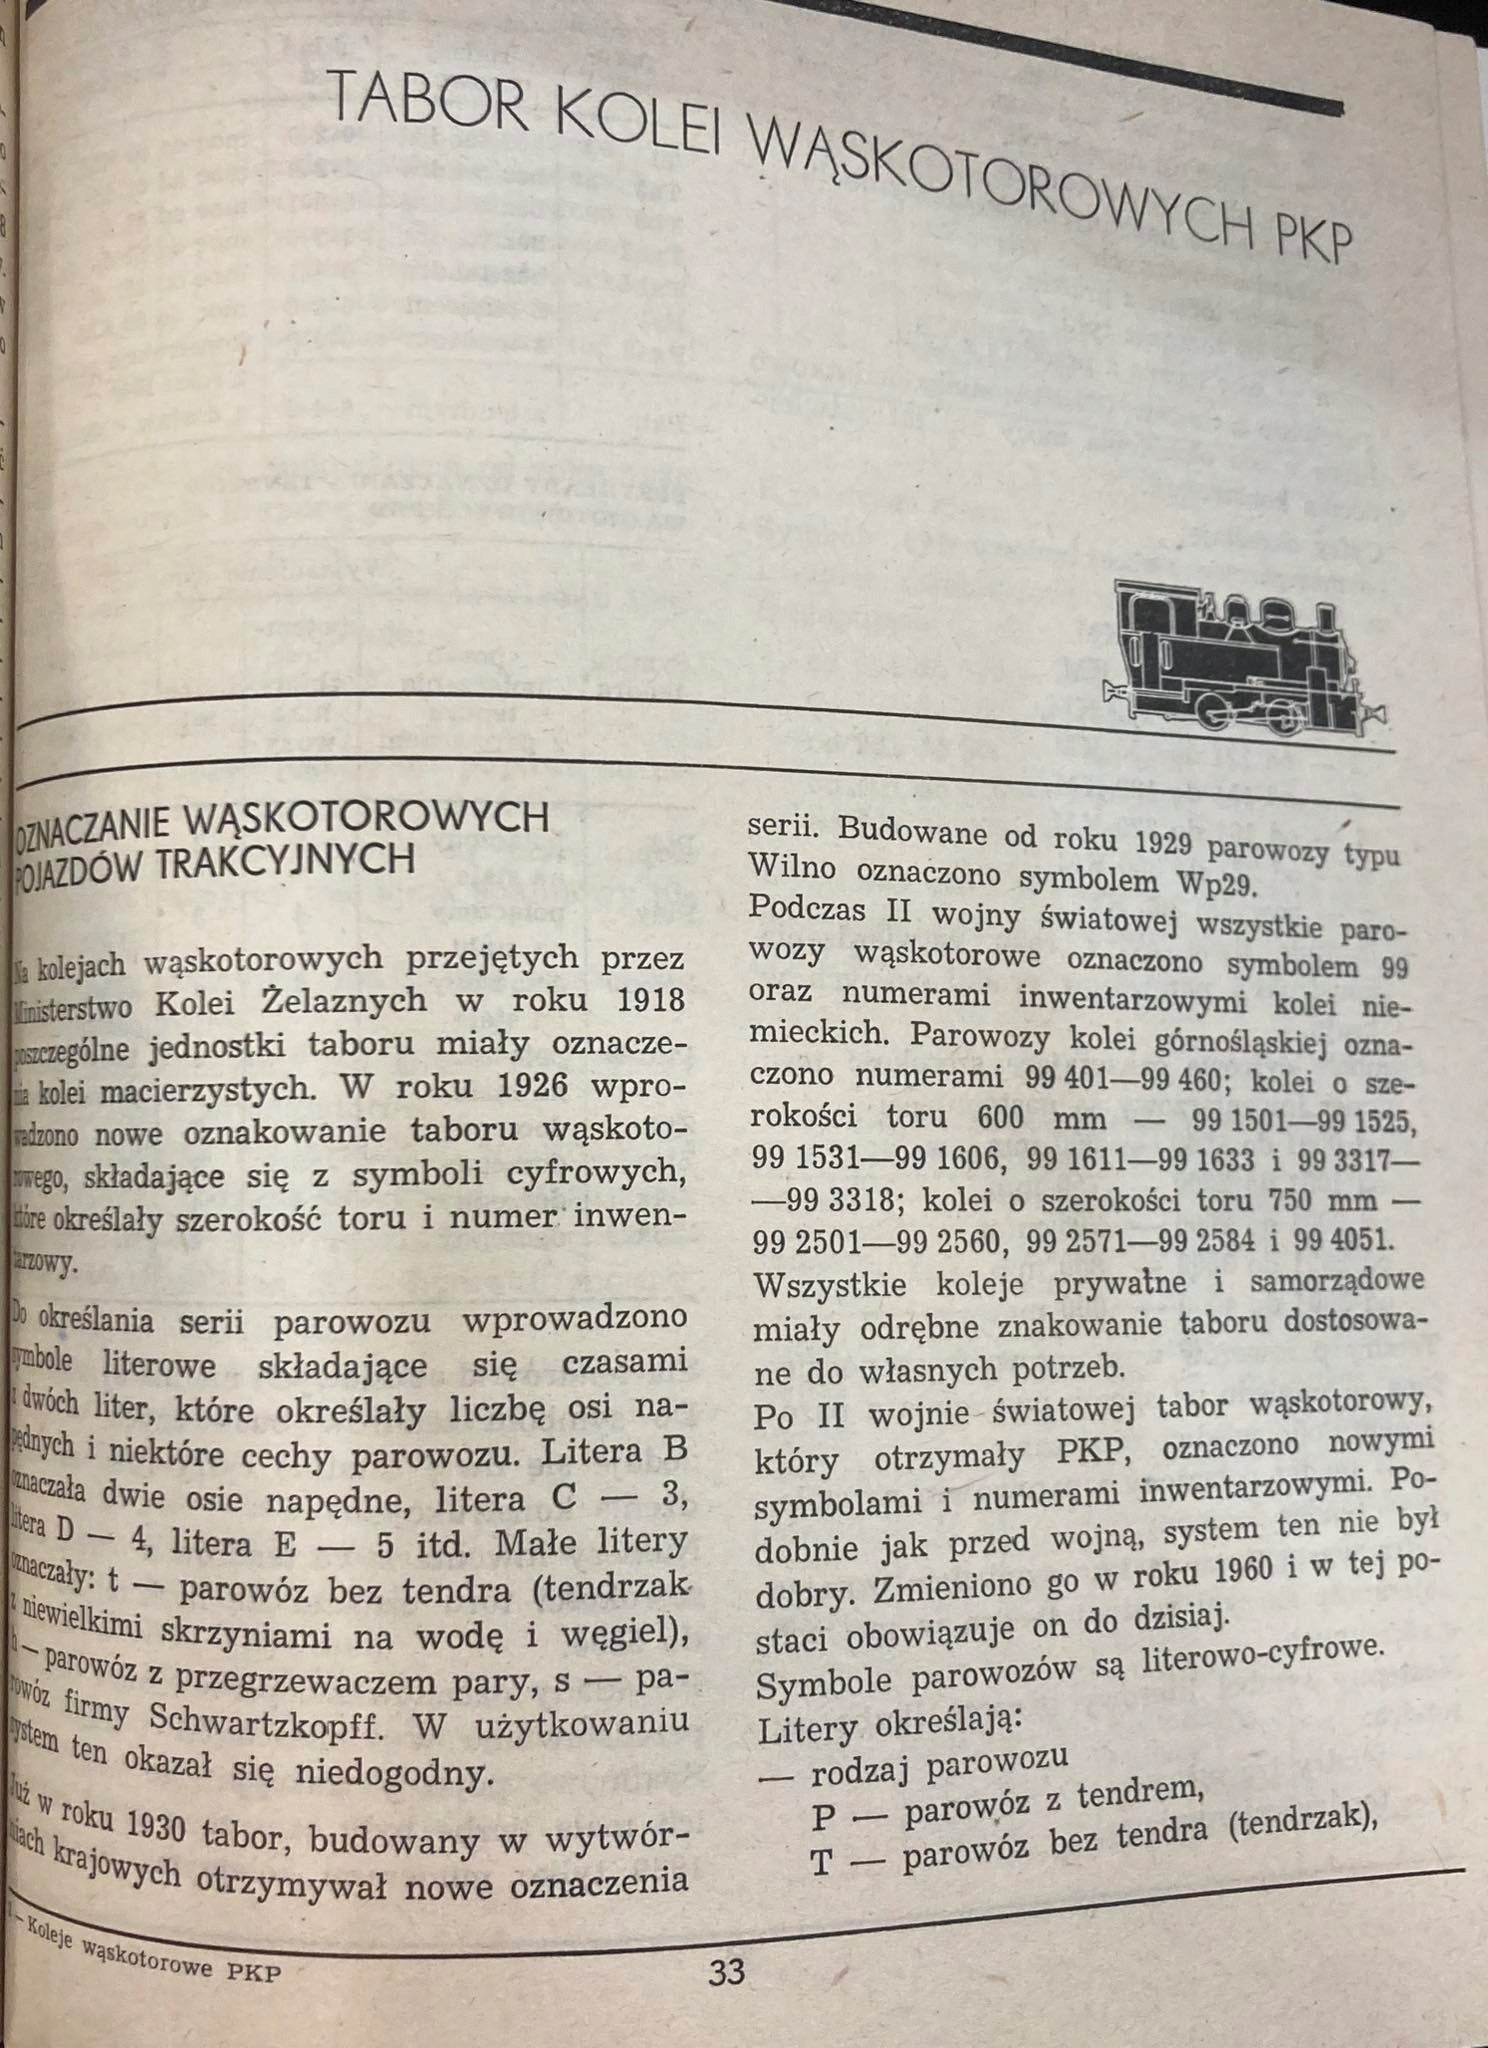 TABOR KOLEI WĄSKOTOROWYCH PKP
OZNACZANIE WĄSKOTOROWYCH
POJAZDÓW TRAKCYJNYCH
Na kolejach wąskotorowych przejętych przez
Ministerstwo Kolei Żelaznych w roku 1918
poszczególne jednostki taboru miały oznacze-
nia kolei macierzystych. W roku 1926 wpro-
wadzono nowe oznakowanie taboru wąskoto-
rowego, składające się z symboli cyfrowych,
które określały szerokość toru i numer inwen-
tarzowy.
Do określania serii parowozu wprowadzono
symbole literowe składające się czasami
z dwóch liter, które określały liczbę osi na-
pędnych i niektóre cechy parowozu. Litera B
oznaczała dwie osie napędne, litera C — 3,
litera D — 4, litera E — 5 itd. Małe litery
oznaczały: t — parowóz bez tendra (tendrzak
z niewielkimi skrzyniami na wodę i węgiel),
h — parowóz z przegrzewaczem pary, s — pa-
rowóz firmy Schwartzkopff. W użytkowaniu
system ten okazał się niedogodny.
Już w roku 1930 tabor, budowany w wytwór-
niach krajowych otrzymywał nowe oznaczenia
serii. Budowane od roku 1929 parowozy typu
Wilno oznaczono symbolem Wp29.
Podczas II wojny światowej wszystkie paro-
wozy wąskotorowe oznaczono symbolem 99
oraz numerami inwentarzowymi kolei nie-
mieckich. Parowozy kolei górnośląskiej ozna-
czono numerami 99 401—99 460; kolei o sze-
rokości toru 600 mm — 99 1501—99 1525,
99 1531—99 1606, 99 1611—99 1633 i 99 3317—
—99 3318; kolei o szerokości toru 750 mm —
99 2501—99 2560, 99 2571—99 2584 i 99 4051.
Wszystkie koleje prywatne i samorządowe
miały odrębne znakowanie taboru dostosowa-
ne do własnych potrzeb.
Po II wojnie światowej tabor wąskotorowy,
który otrzymały PKP, oznaczono nowymi
symbolami i numerami inwentarzowymi. Po-
dobnie jak przed wojną, system ten nie był
dobry. Zmieniono go w roku 1960 i w tej po-
staci obowiązuje on do dzisiaj.
Symbole parowozów są literowo-cyfrowe.
Litery określają:
— rodzaj parowozu
P — parowóz z tendrem,
T — parowóz bez tendra (tendrzak),
— Koleje wąskotorowe PKP
33